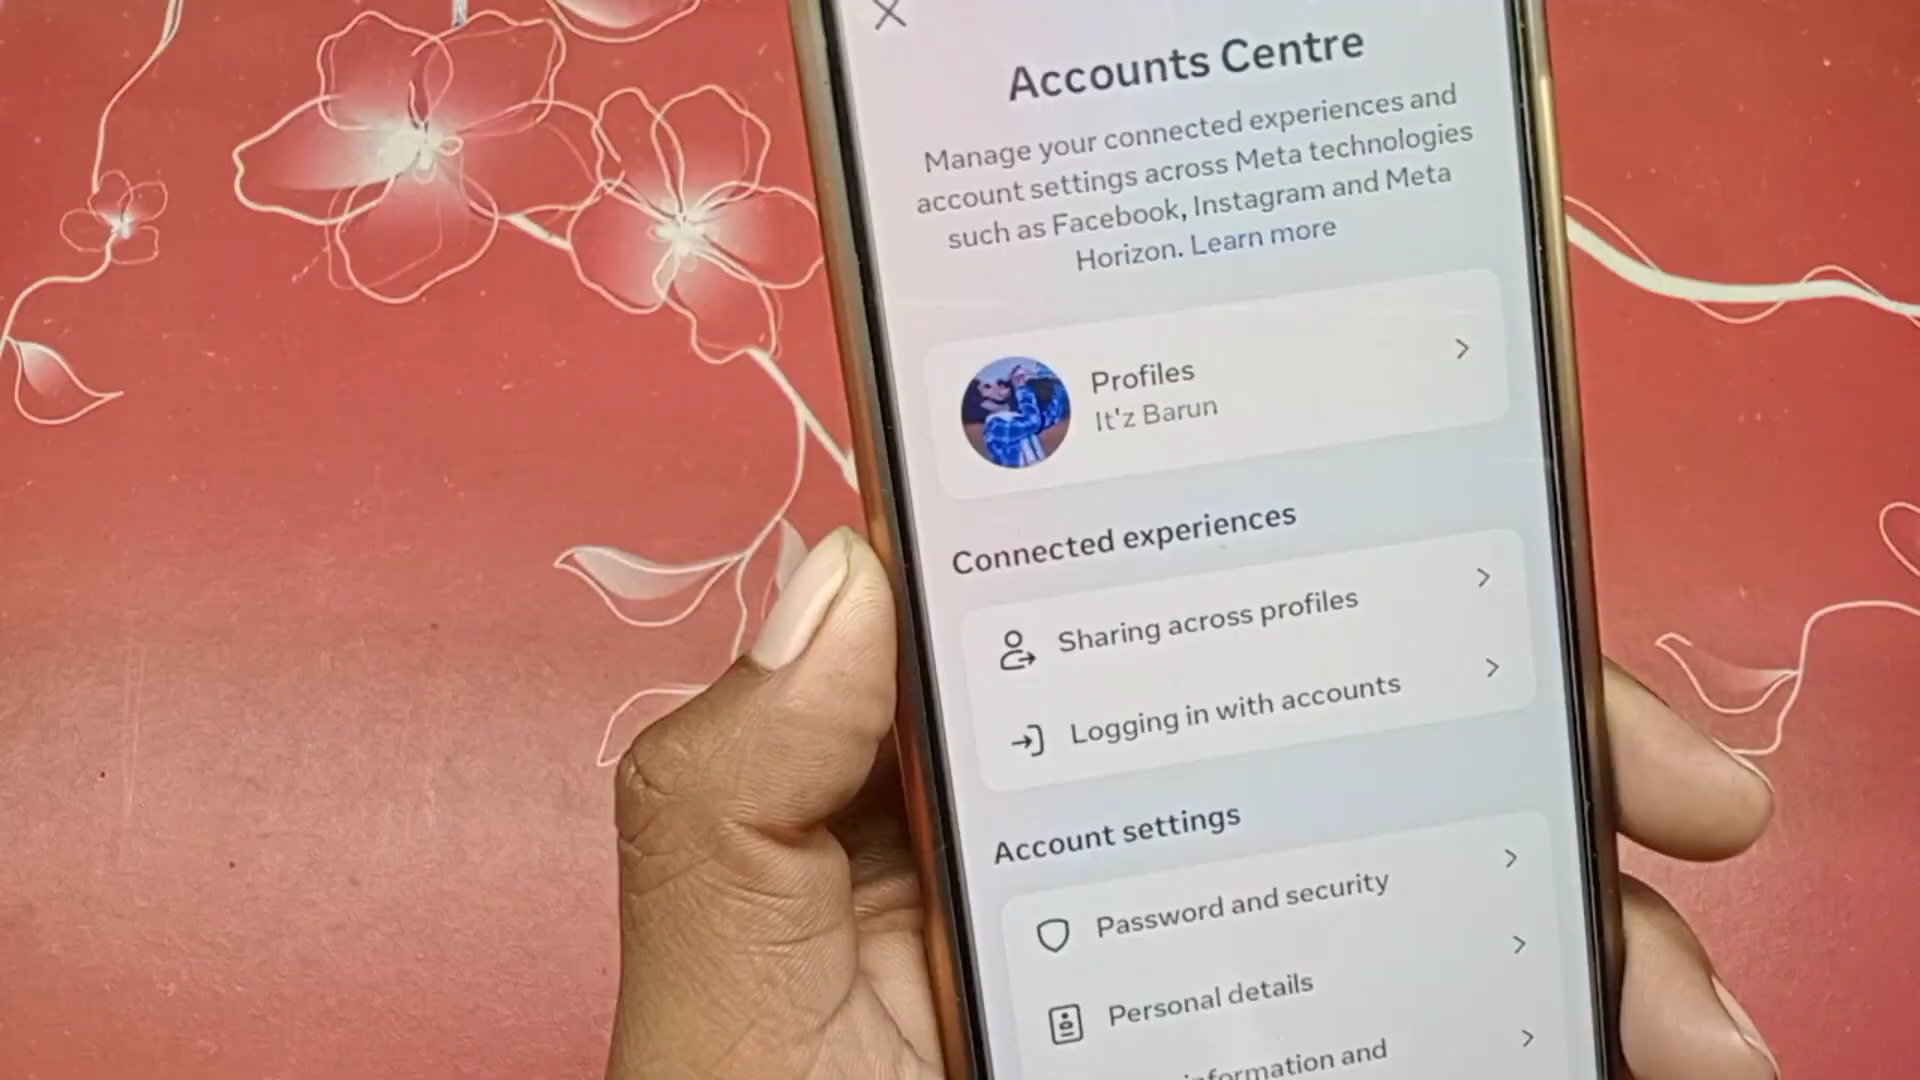 Accounts Centre
Manage your connected experiences and
account settings across Meta technologies
such as Facebook, Instagram and Meta
Horizon. Learn more
Profiles
It'z Barun
Connected experiences
Sharing across profiles
Logging in with accounts
Account settings
Password and security
Personal details
information and